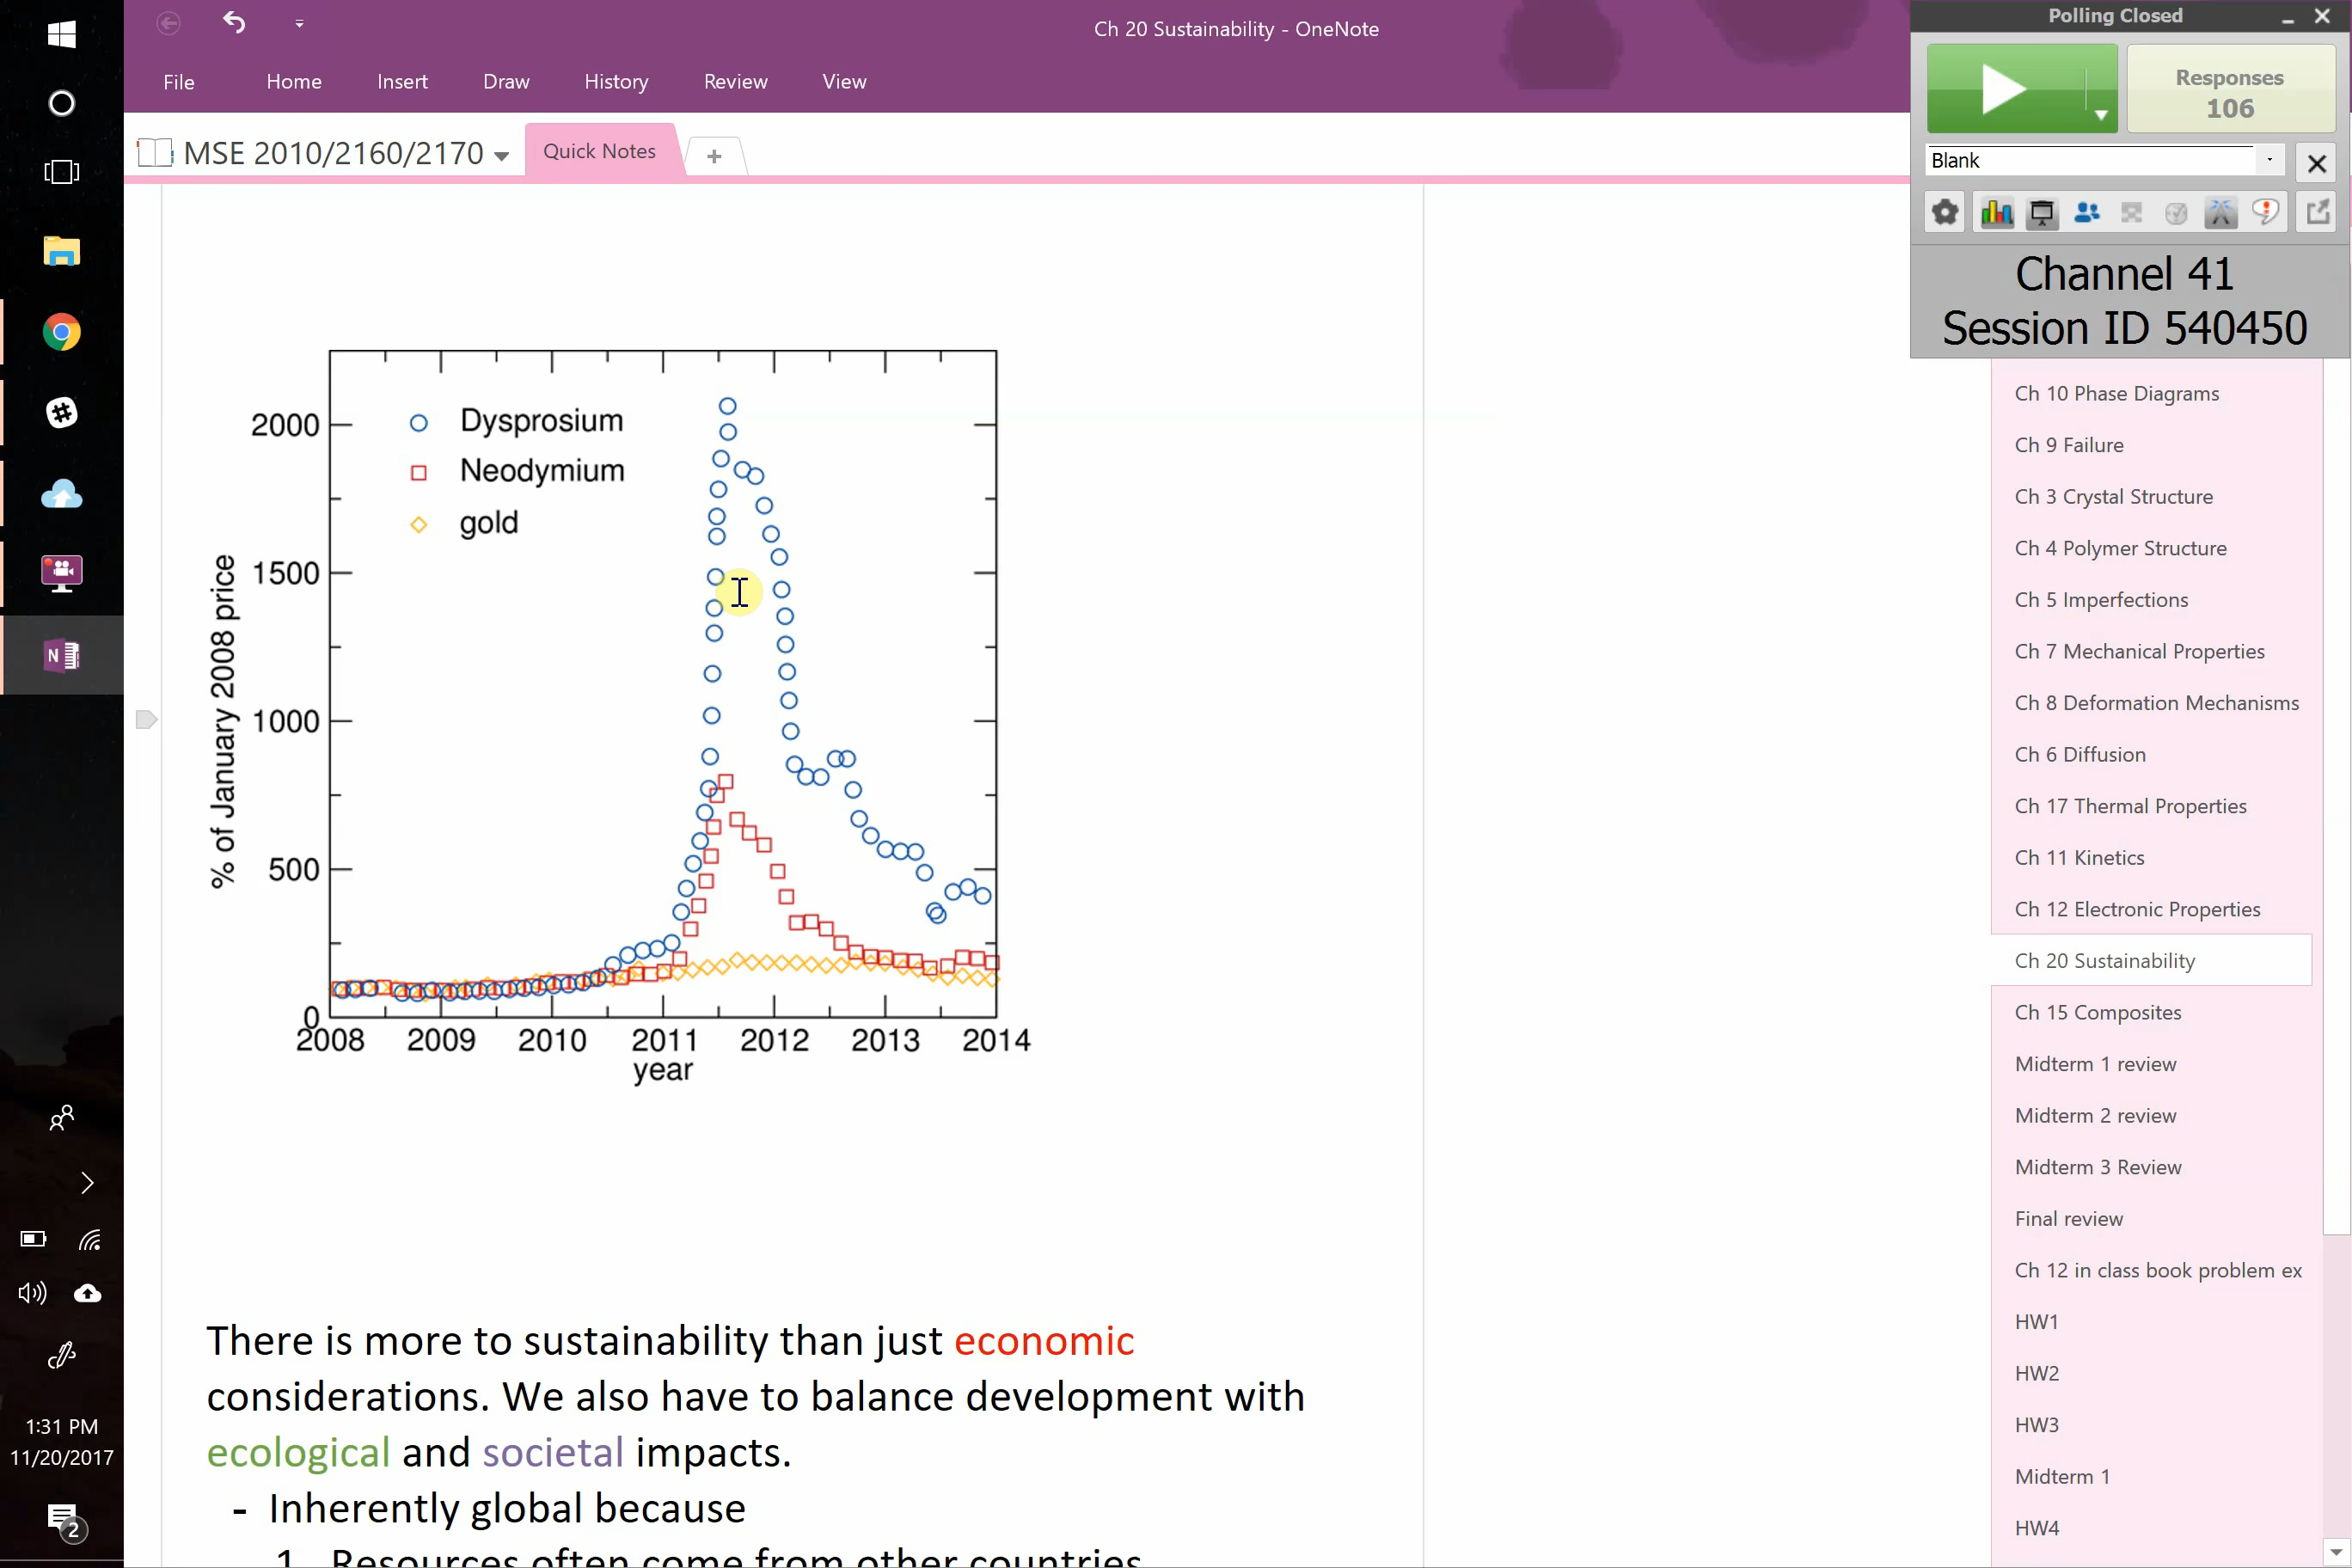 Ch 20 Sustainability - OneNote
Polling Closed
File Home Insert Draw History Review View
Responses
106
MSE 2010/2160/2170
Quick Notes
Blank
Channel 41
Session ID 540450
2000
1500
1000
500
0
% of January 2008 price
Dysprosium
Neodymium
gold
2008 2009 2010 2011 2012 2013 2014
year
There is more to sustainability than just economic
considerations. We also have to balance development with
ecological and societal impacts.
- Inherently global because
1. Resources often come from other countries
Ch 10 Phase Diagrams
Ch 9 Failure
Ch 3 Crystal Structure
Ch 4 Polymer Structure
Ch 5 Imperfections
Ch 7 Mechanical Properties
Ch 8 Deformation Mechanisms
Ch 6 Diffusion
Ch 17 Thermal Properties
Ch 11 Kinetics
Ch 12 Electronic Properties
Ch 20 Sustainability
Ch 15 Composites
Midterm 1 review
Midterm 2 review
Midterm 3 Review
Final review
Ch 12 in class book problem ex
HW1
HW2
HW3
Midterm 1
HW4
N
1:31 PM
11/20/2017
2